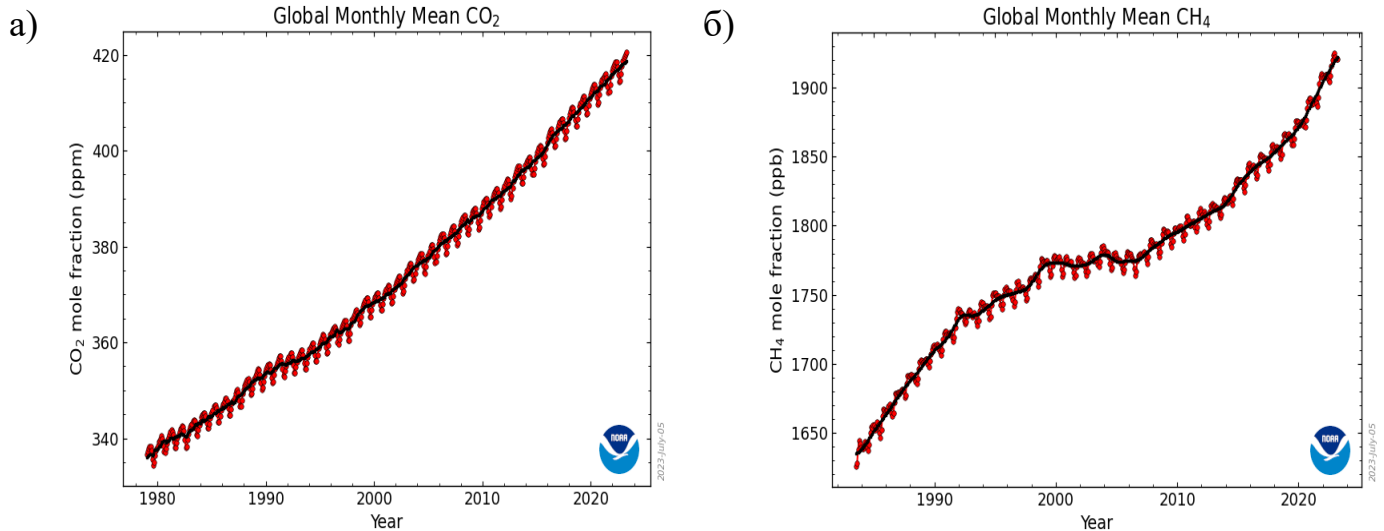 а)
Global Monthly Mean CO₂
420
400
380
360
340
CO₂ mole fraction (ppm)
1980
1990
2000
2010
2020
Year
NOAA
2023-July-05
б)
Global Monthly Mean CH₄
1900
1850
1800
1750
1700
1650
CH₄ mole fraction (ppb)
1990
2000
2010
2020
Year
NOAA
2023-July-05